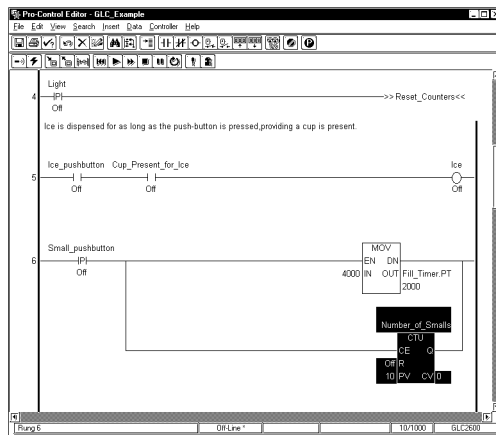 Pro-Control Editor - GLC_Example
File Edit View Search Insert Data Controller Help
Light
4 P >> Reset_Counters<<
Off
Ice is dispensed for as long as the push-button is pressed,providing a cup is present.
Ice_pushbutton Cup_Present_for_Ice Ice
5
Off Off Off
Small_pushbutton MOV
6 P EN DN
Off 4000 IN OUT Fill_Timer.PT
2000
Number_of_Smalls
CTU
CE Q
Off R
10 PV CV 0
Rung 6 Off-Line * 10/1000 GLC2600